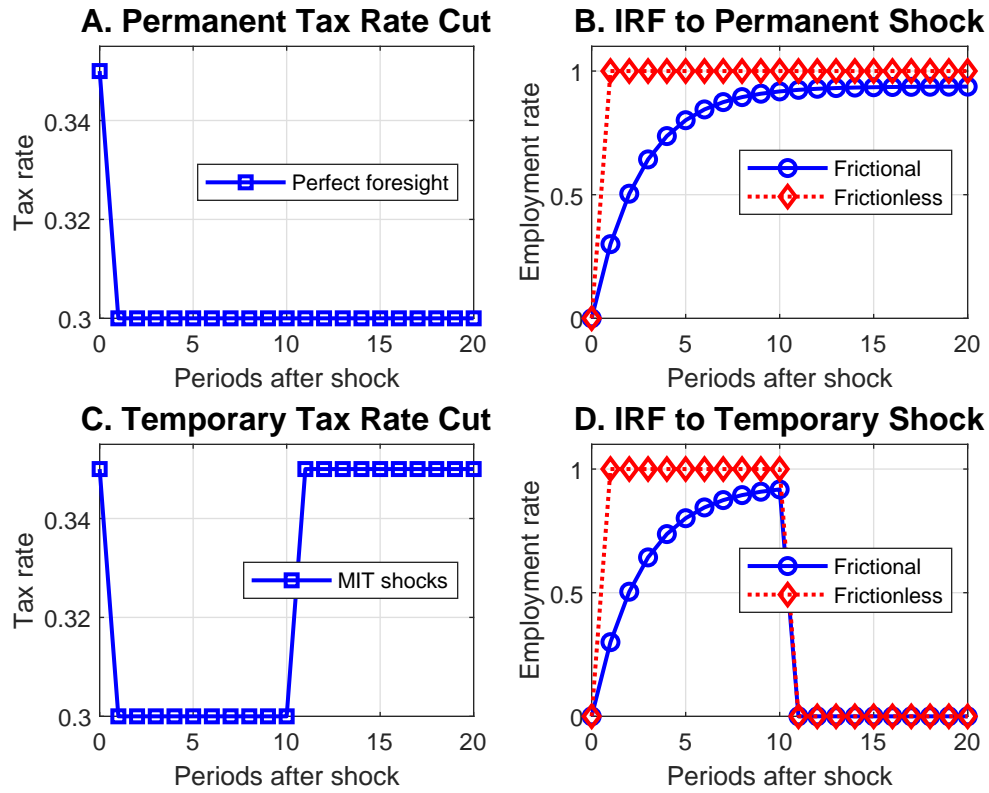 A. Permanent Tax Rate Cut
Tax rate
0.34
0.32
0.3
Perfect foresight
0
5
10
15
20
Periods after shock
B. IRF to Permanent Shock
Employment rate
1
0.5
0
Frictional
Frictionless
0
5
10
15
20
Periods after shock
C. Temporary Tax Rate Cut
Tax rate
0.34
0.32
0.3
MIT shocks
0
5
10
15
20
Periods after shock
D. IRF to Temporary Shock
Employment rate
1
0.5
0
Frictional
Frictionless
0
5
10
15
20
Periods after shock